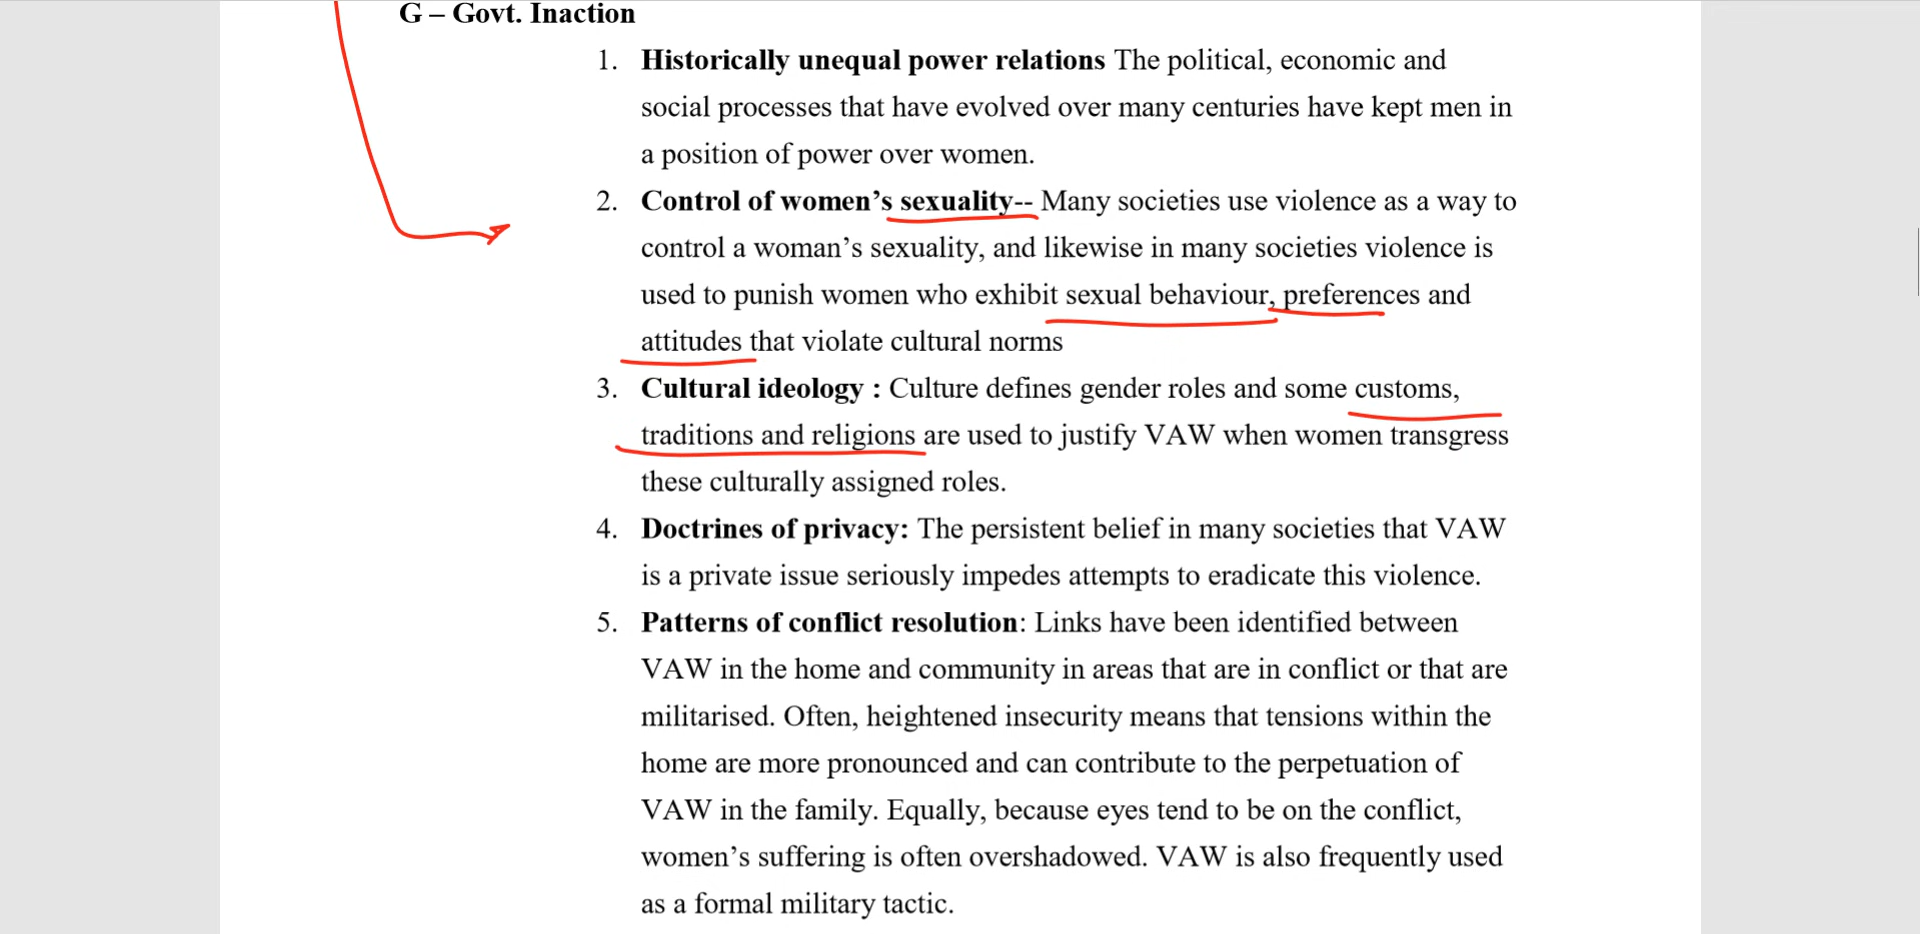 G – Govt. Inaction
1. Historically unequal power relations The political, economic and
social processes that have evolved over many centuries have kept men in
a position of power over women.
2. Control of women’s sexuality-- Many societies use violence as a way to
control a woman’s sexuality, and likewise in many societies violence is
used to punish women who exhibit sexual behaviour, preferences and
attitudes that violate cultural norms
3. Cultural ideology : Culture defines gender roles and some customs,
traditions and religions are used to justify VAW when women transgress
these culturally assigned roles.
4. Doctrines of privacy: The persistent belief in many societies that VAW
is a private issue seriously impedes attempts to eradicate this violence.
5. Patterns of conflict resolution: Links have been identified between
VAW in the home and community in areas that are in conflict or that are
militarised. Often, heightened insecurity means that tensions within the
home are more pronounced and can contribute to the perpetuation of
VAW in the family. Equally, because eyes tend to be on the conflict,
women’s suffering is often overshadowed. VAW is also frequently used
as a formal military tactic.